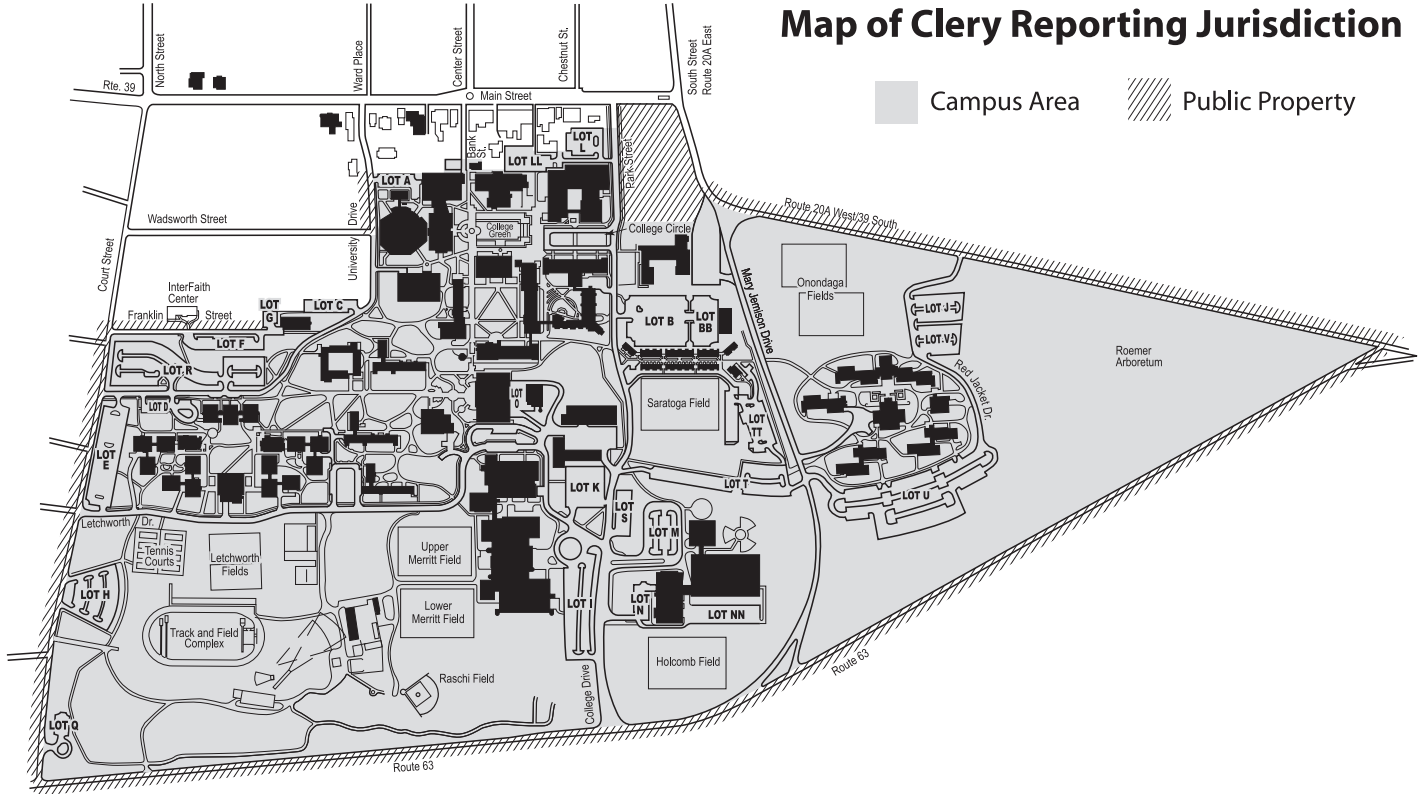 Map of Clery Reporting Jurisdiction
Campus Area
Public Property
Rte. 39
North Street
Ward Place
Center Street
Chestnut St.
South Street
Route 20A East
Main Street
Bank
St.
LOT
L
LOT LL
Park Street
LOT A
Wadsworth Street
University
Drive
College
Green
College Circle
Route 20A West/39 South
Court Street
InterFaith
Center
Franklin
Street
LOT
G
LOT C
LOT F
LOT R
LOT B
LOT
BB
Mary Jemison Drive
Onondaga
Fields
LOT J
LOT V
Red Jacket Dr.
Roemer
Arboretum
LOT D
LOT
E
LOT
O
Saratoga Field
LOT
TT
LOT T
LOT U
LOT K
LOT
S
LOT M
Letchworth
Dr.
Tennis
Courts
Letchworth
Fields
Upper
Merritt Field
Lower
Merritt Field
LOT H
LOT I
LOT
N
LOT NN
Track and Field
Complex
Raschi Field
Holcomb Field
College Drive
Route 63
LOT Q
Route 63